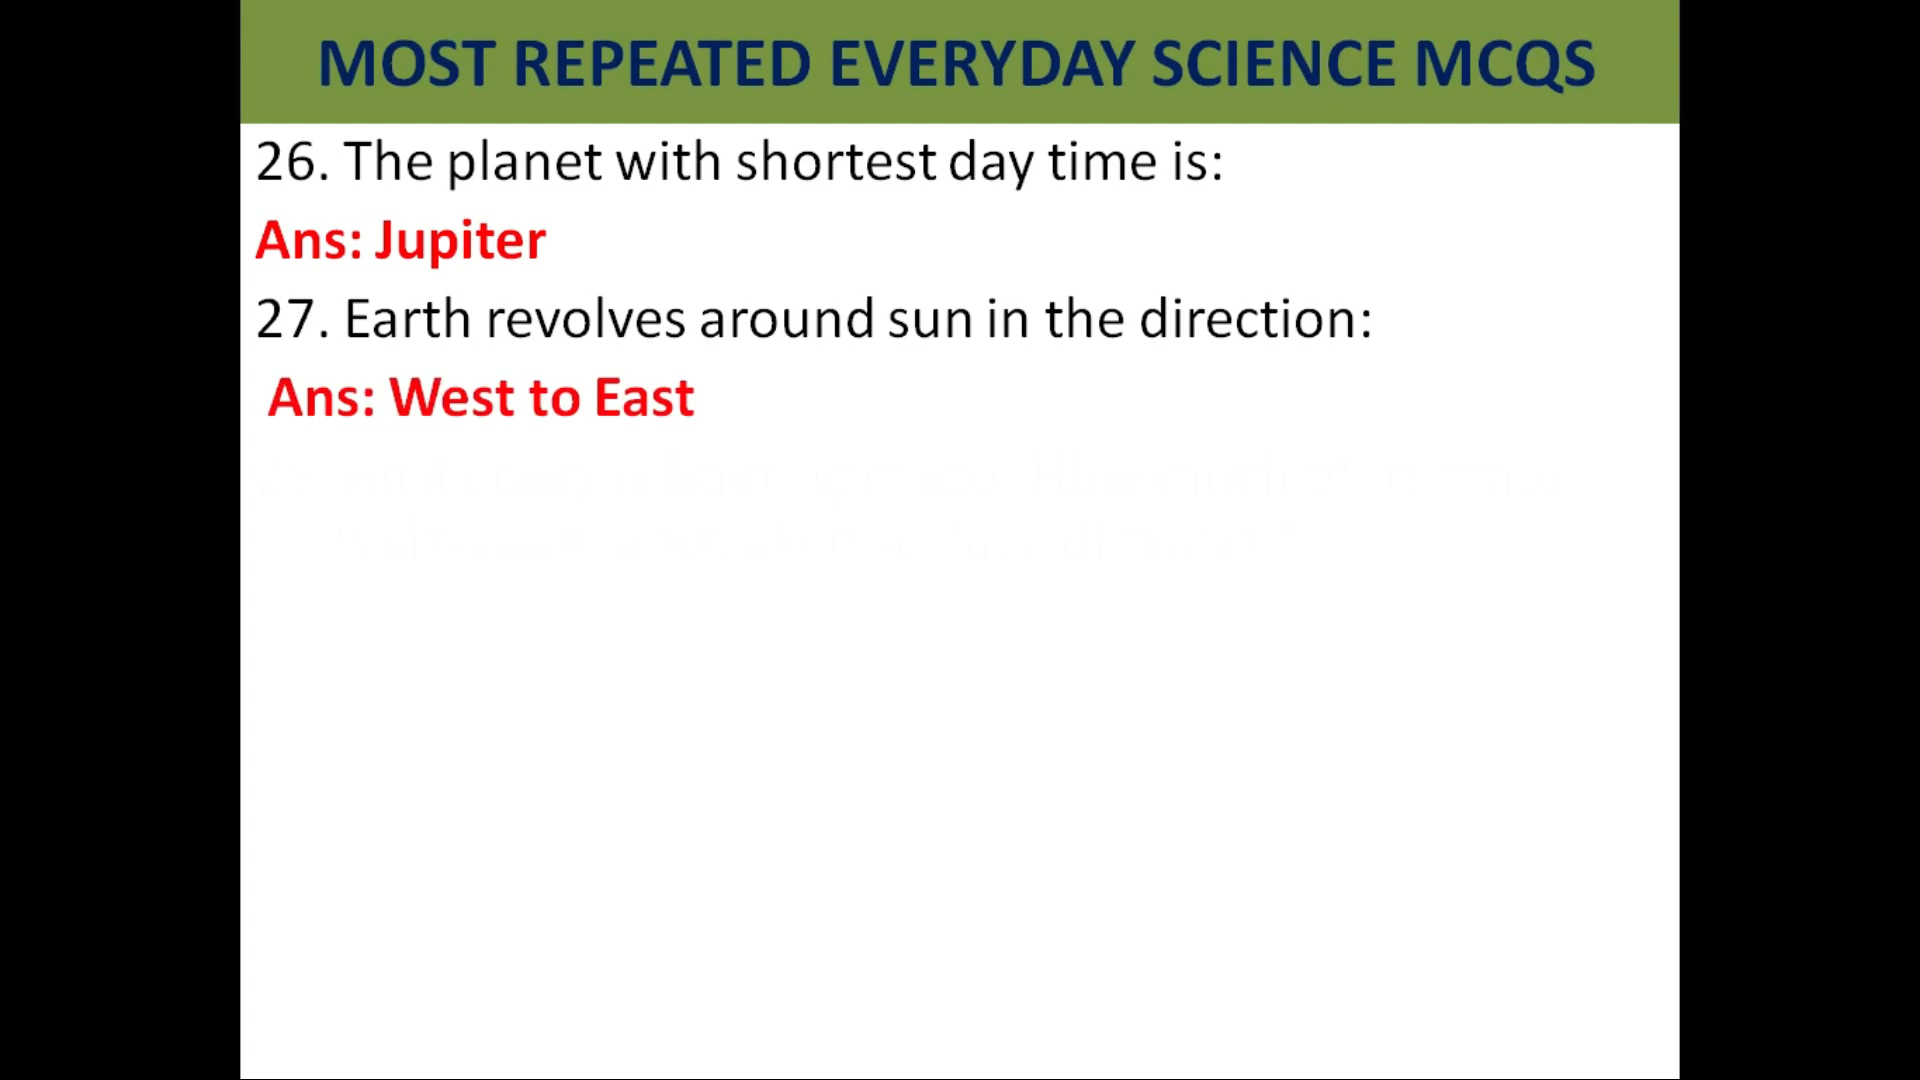 MOST REPEATED EVERYDAY SCIENCE MCQS
26. The planet with shortest day time is:
Ans: Jupiter
27. Earth revolves around sun in the direction:
Ans: West to East